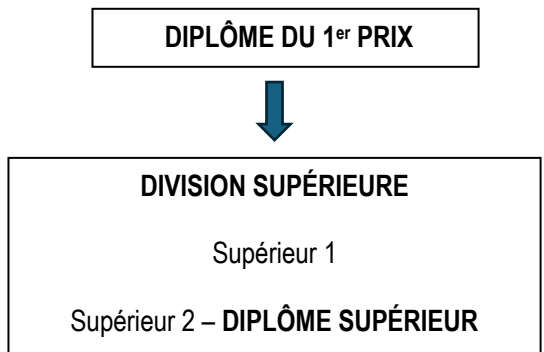 DIPLÔME DU 1er PRIX
DIVISION SUPÉRIEURE
Supérieur 1
Supérieur 2 – DIPLÔME SUPÉRIEUR